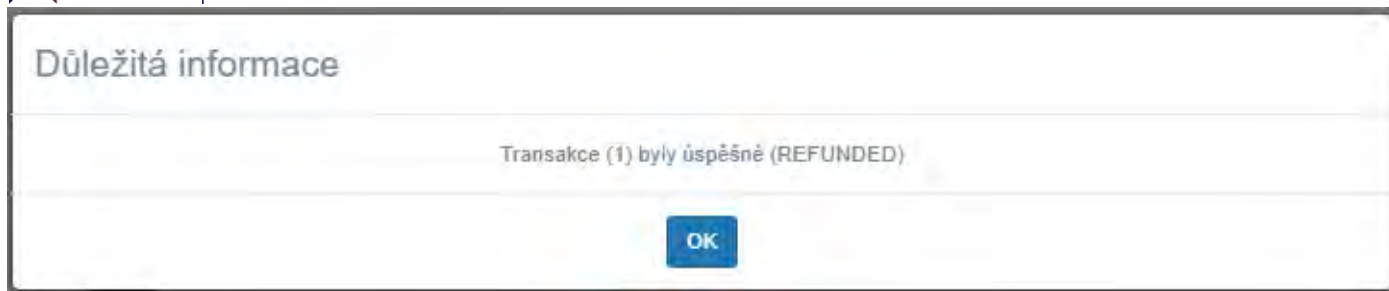 Důležitá informace
Transakce (1) byly úspěšné (REFUNDED)
OK